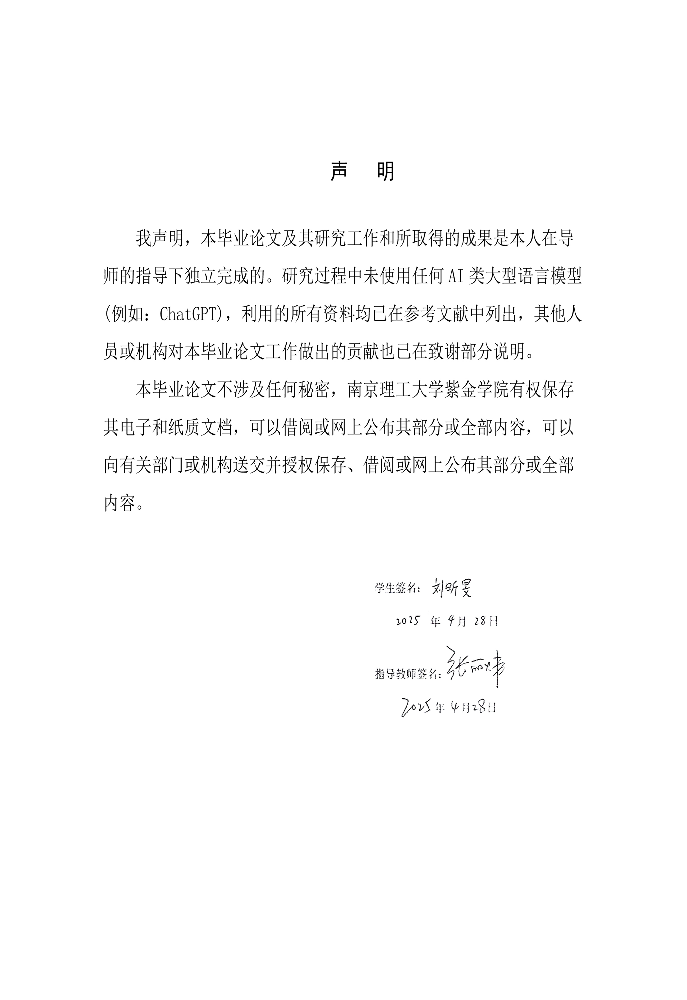 声 明
我声明，本毕业论文及其研究工作和所取得的成果是本人在导
师的指导下独立完成的。研究过程中未使用任何 AI 类大型语言模型
(例如：ChatGPT)，利用的所有资料均已在参考文献中列出，其他人
员或机构对本毕业论文工作做出的贡献也已在致谢部分说明。
本毕业论文不涉及任何秘密，南京理工大学紫金学院有权保存
其电子和纸质文档，可以借阅或网上公布其部分或全部内容，可以
向有关部门或机构送交并授权保存、借阅或网上公布其部分或全部
内容。
学生签名：刘昕旻
2025 年 4月 28日
指导教师签名：张丽炜
2025年4月28日